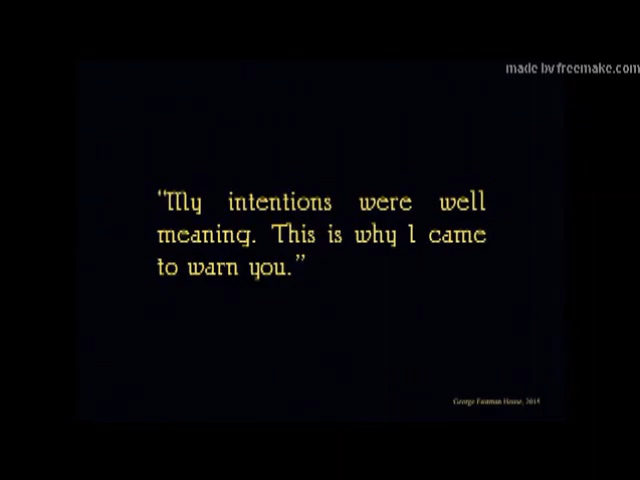 made by freemake.com
"My intentions were well
meaning. This is why I came
to warn you."
George Eastman House, 2015